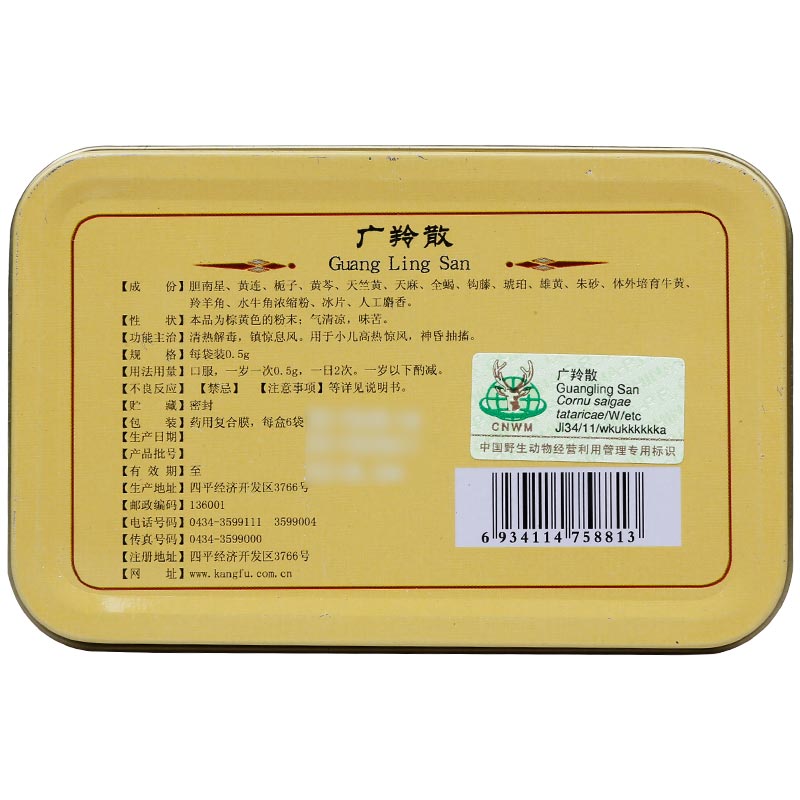 广羚散
Guang Ling San
【成 份】胆南星、黄连、栀子、黄芩、天竺黄、天麻、全蝎、钩藤、琥珀、雄黄、朱砂、体外培育牛黄、
羚羊角、水牛角浓缩粉、冰片、人工麝香。
【性 状】本品为棕黄色的粉末；气清凉，味苦。
【功能主治】清热解毒，镇惊息风。用于小儿高热惊风，神昏抽搐。
【规 格】每袋装0.5g
【用法用量】口服，一岁一次0.5g，一日2次。一岁以下酌减。
【不良反应】【禁忌】【注意事项】等详见说明书。
【贮 藏】密封
【包 装】药用复合膜，每盒6袋
【生产日期】
【产品批号】
【有 效 期】至
【生产地址】四平经济开发区3766号
【邮政编码】136001
【电话号码】0434-3599111 3599004
【传真号码】0434-3599000
【注册地址】四平经济开发区3766号
【网 址】www.kangfu.com.cn
CNWM
广羚散
Guangling San
Cornu saigae
tataricae/W/etc
Jl34/11/wkukkkkkka
中国野生动物经营利用管理专用标识
6 934114 758813